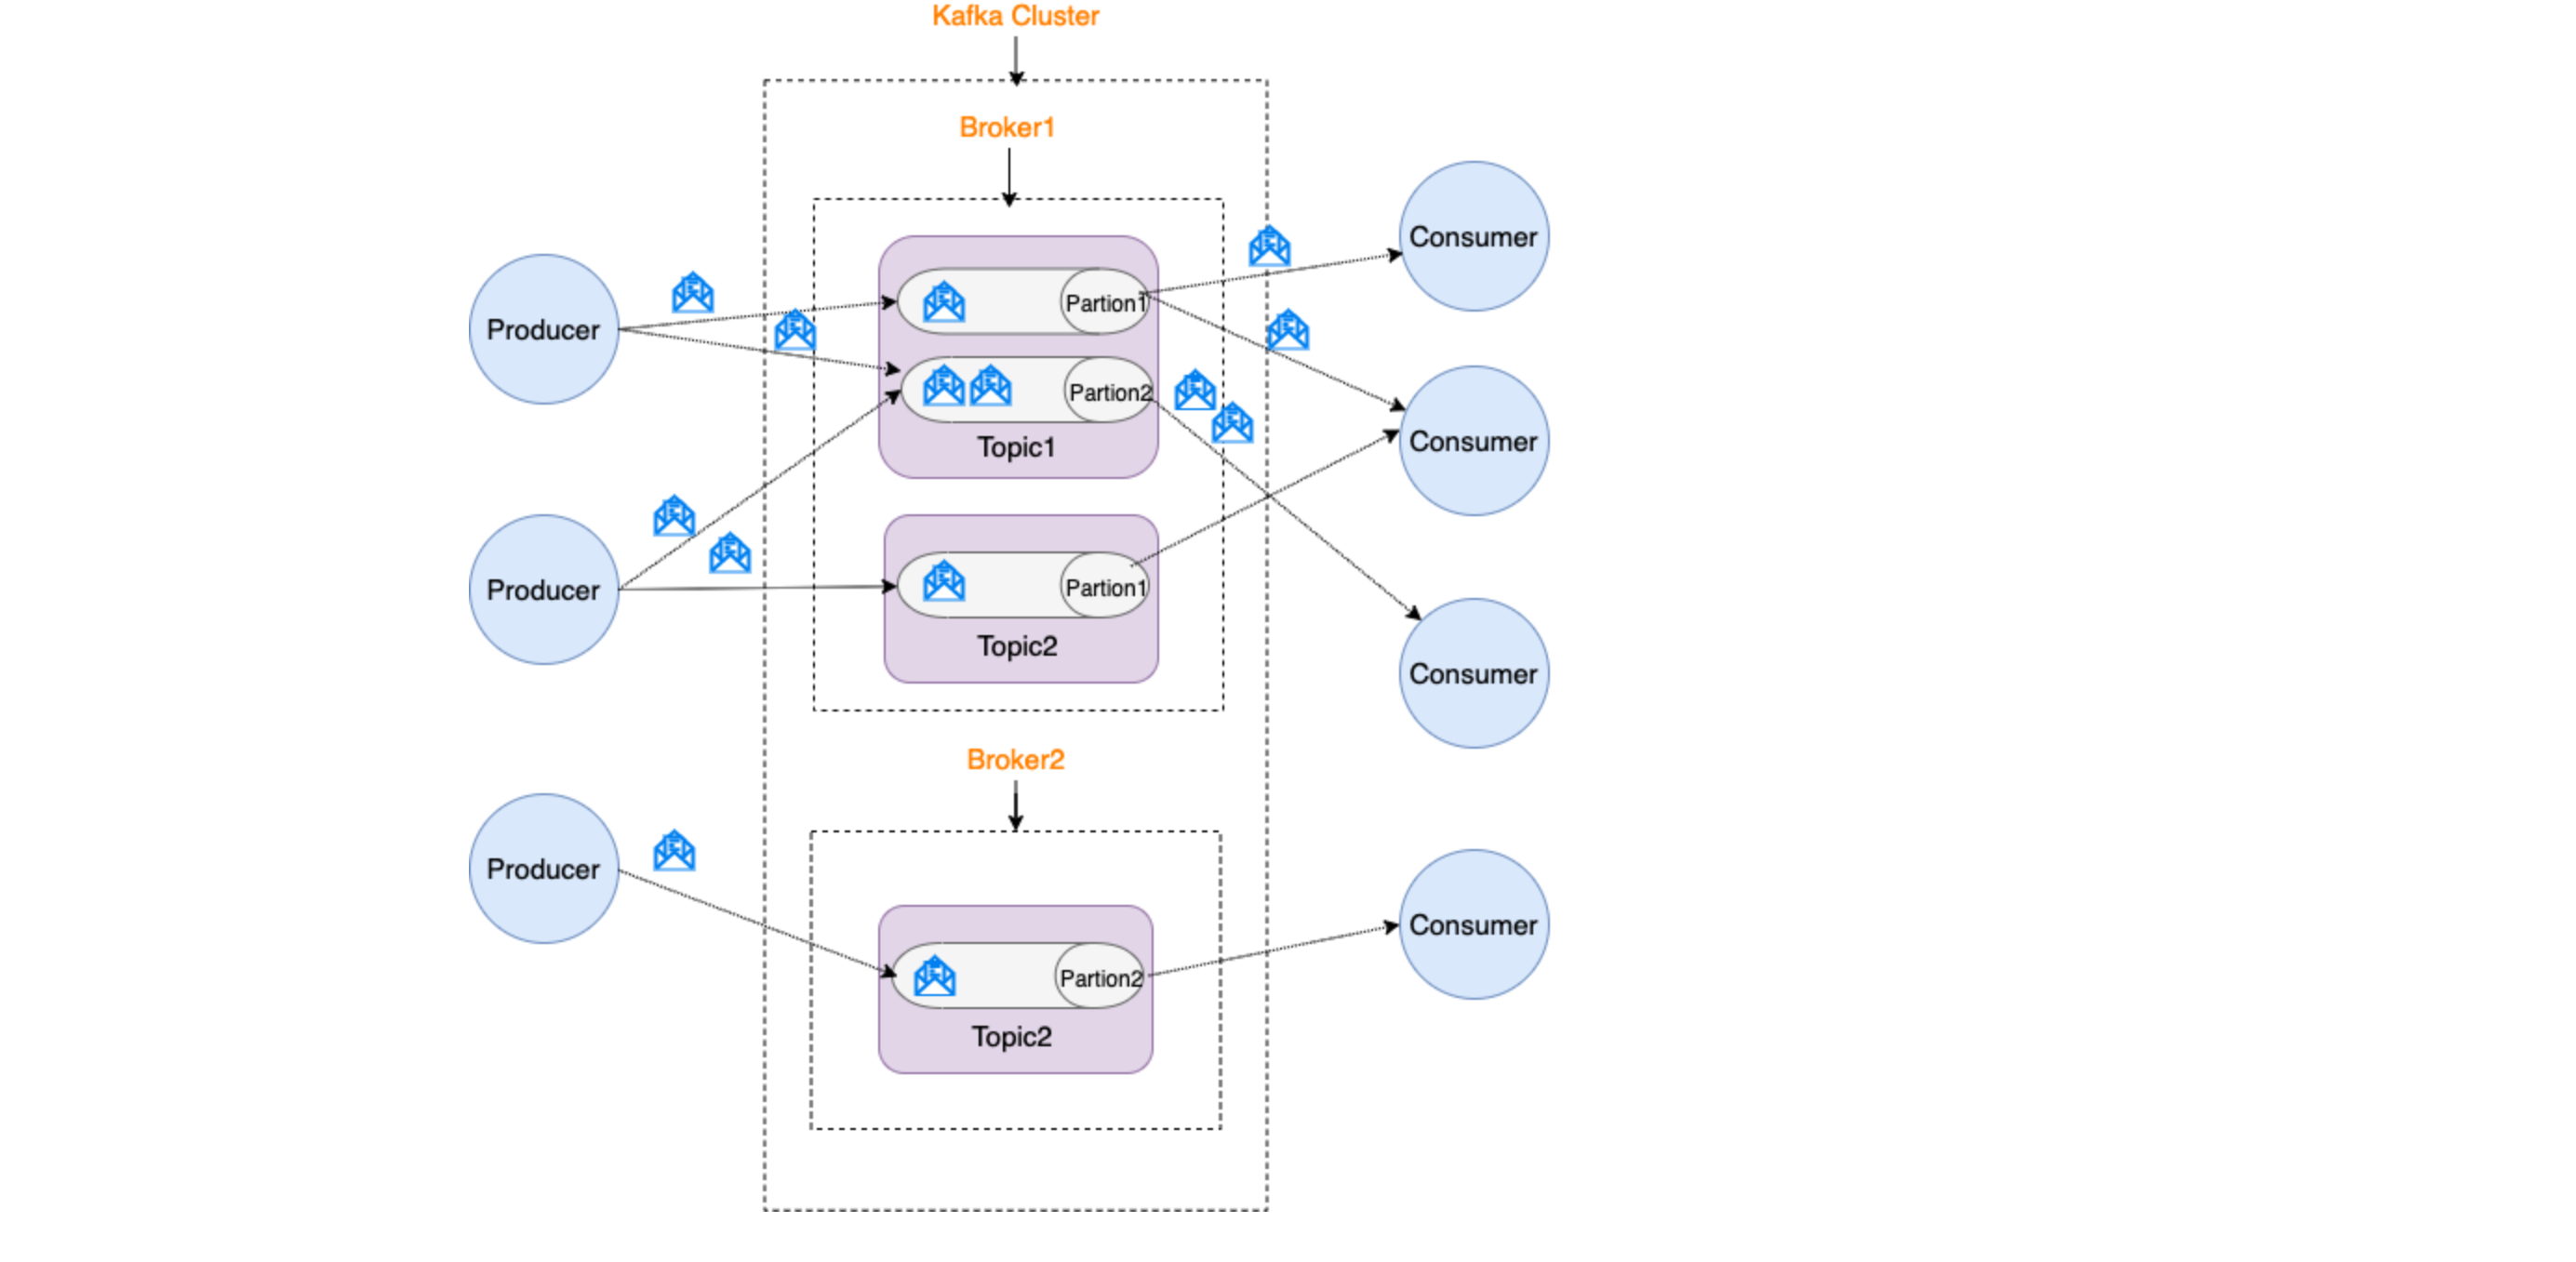 Kafka Cluster
Broker1
Consumer
Producer
Partion1
Partion2
Topic1
Consumer
Producer
Partion1
Topic2
Consumer
Broker2
Producer
Consumer
Partion2
Topic2